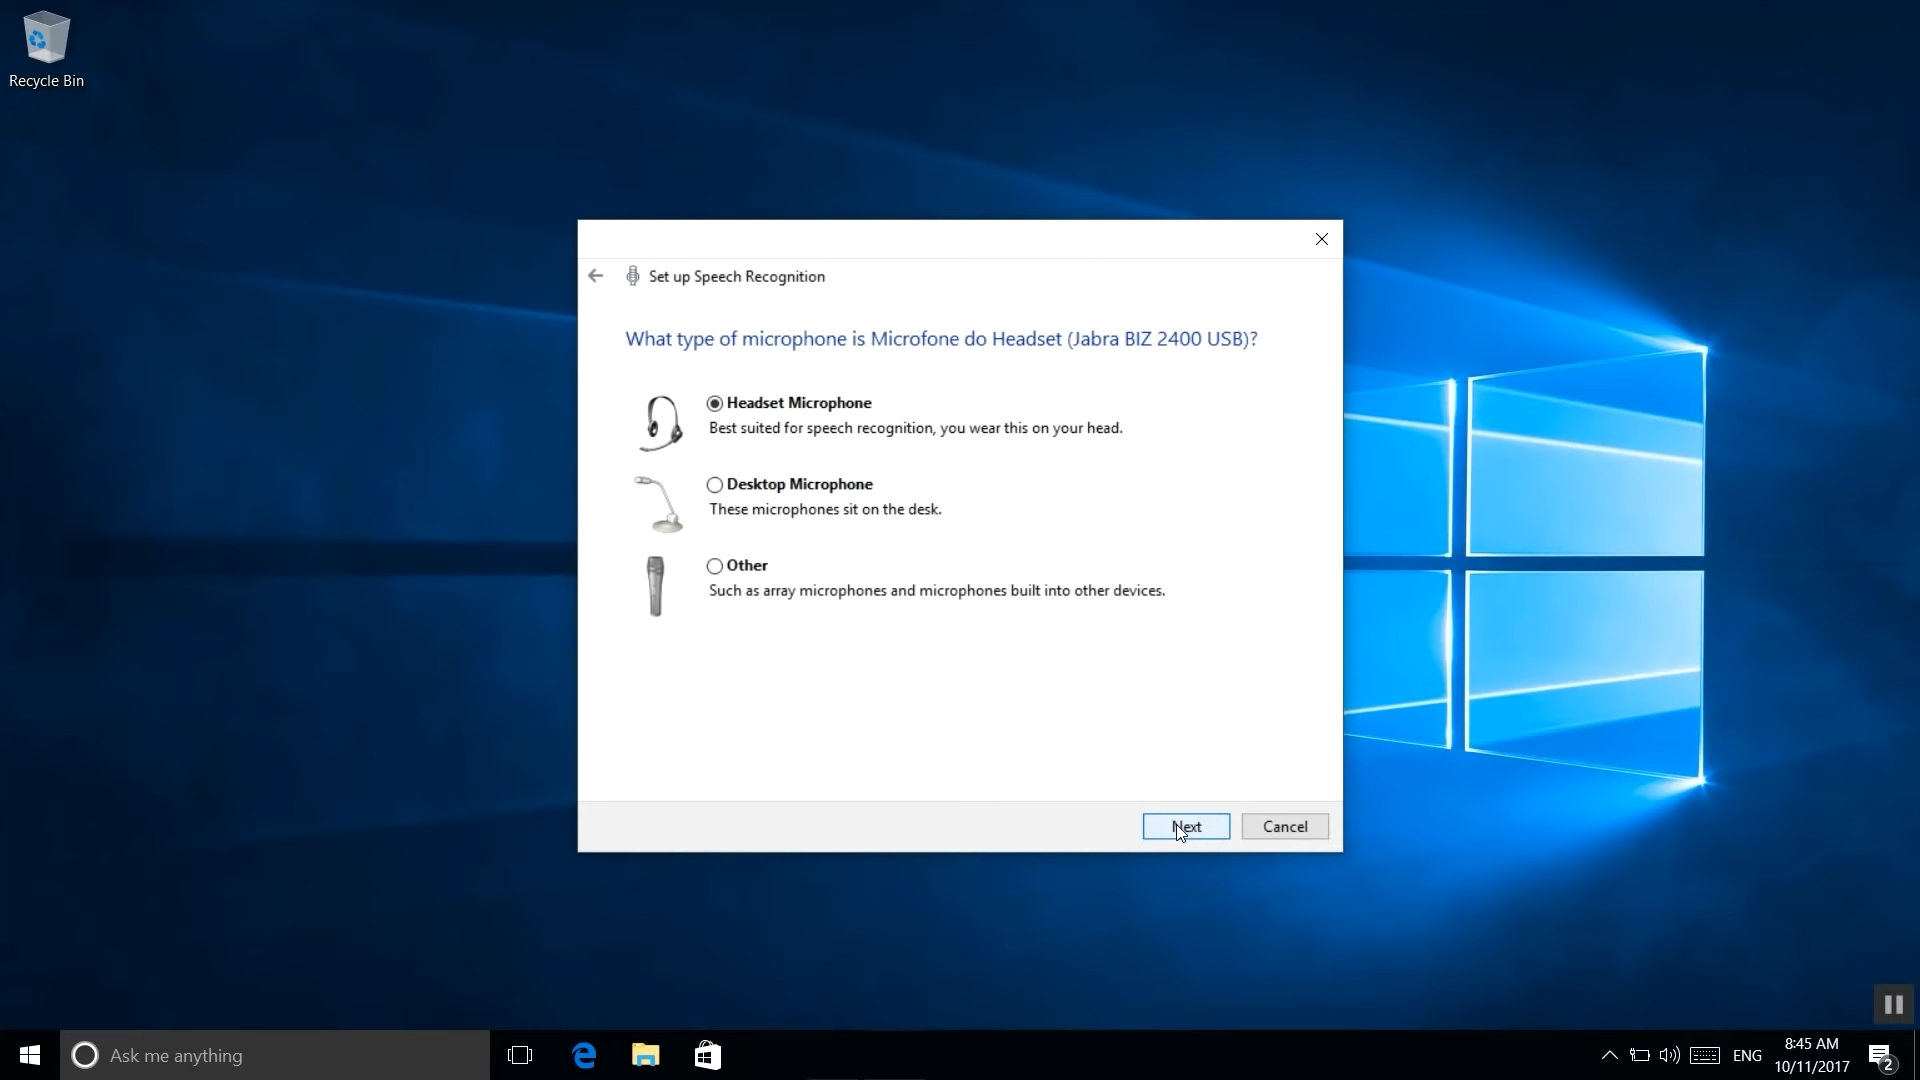 Recycle Bin
Set up Speech Recognition
What type of microphone is Microfone do Headset (Jabra BIZ 2400 USB)?
Headset Microphone
Best suited for speech recognition, you wear this on your head.
Desktop Microphone
These microphones sit on the desk.
Other
Such as array microphones and microphones built into other devices.
Next
Cancel
Ask me anything
ENG
8:45 AM
10/11/2017
2